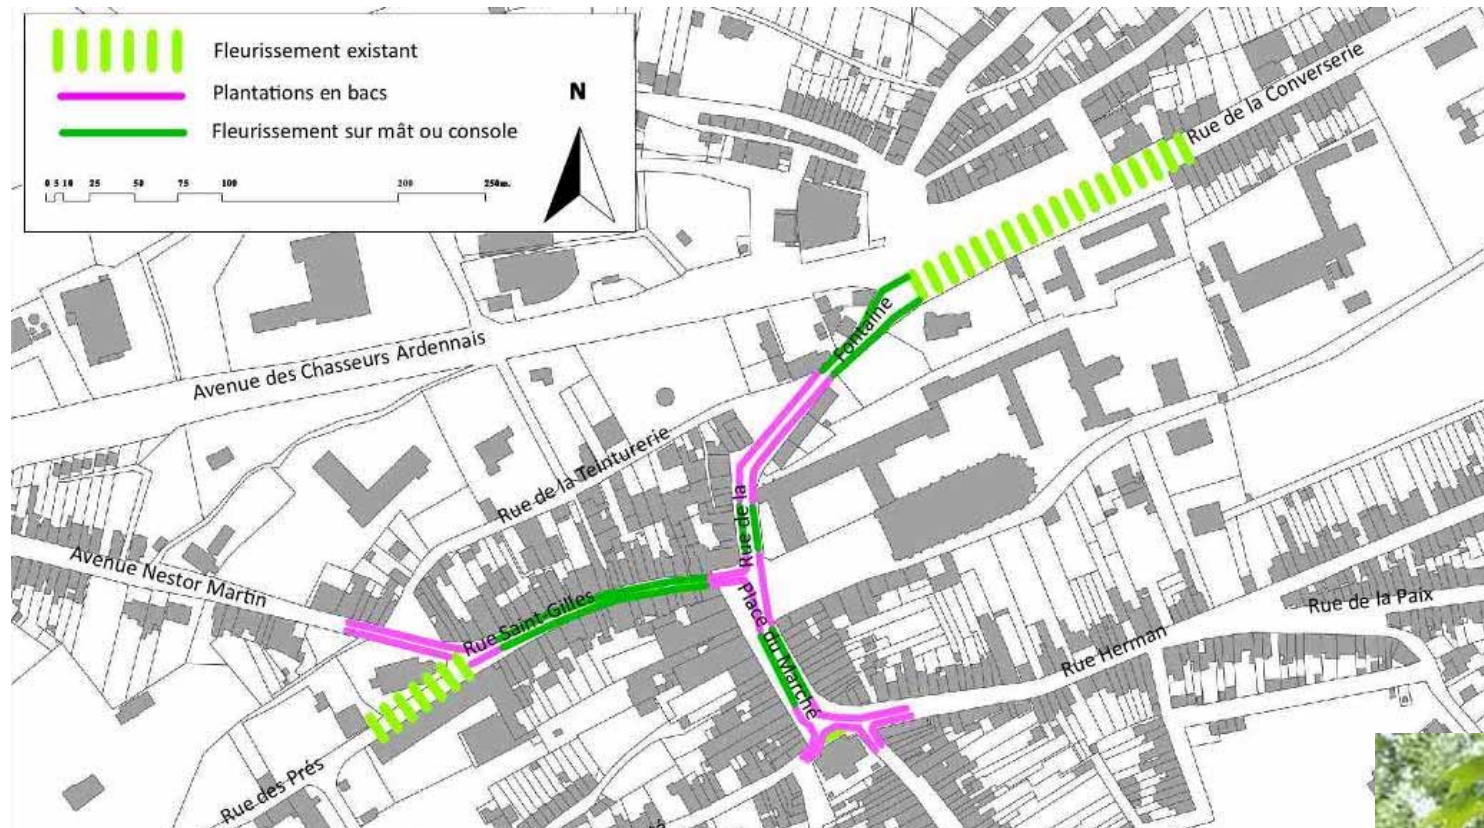 Fleurissement existant
Plantations en bacs
Fleurissement sur mât ou console
N
0 5 10 25 50 75 100 200 250m.
Rue de la Converserie
Fontaine
Avenue des Chasseurs Ardennais
Rue de la Teinturerie
Rue de la
Avenue Nestor Martin
Rue Saint-Gilles
Place du Marché
Rue de la Paix
Rue Herman
Rue des Prés